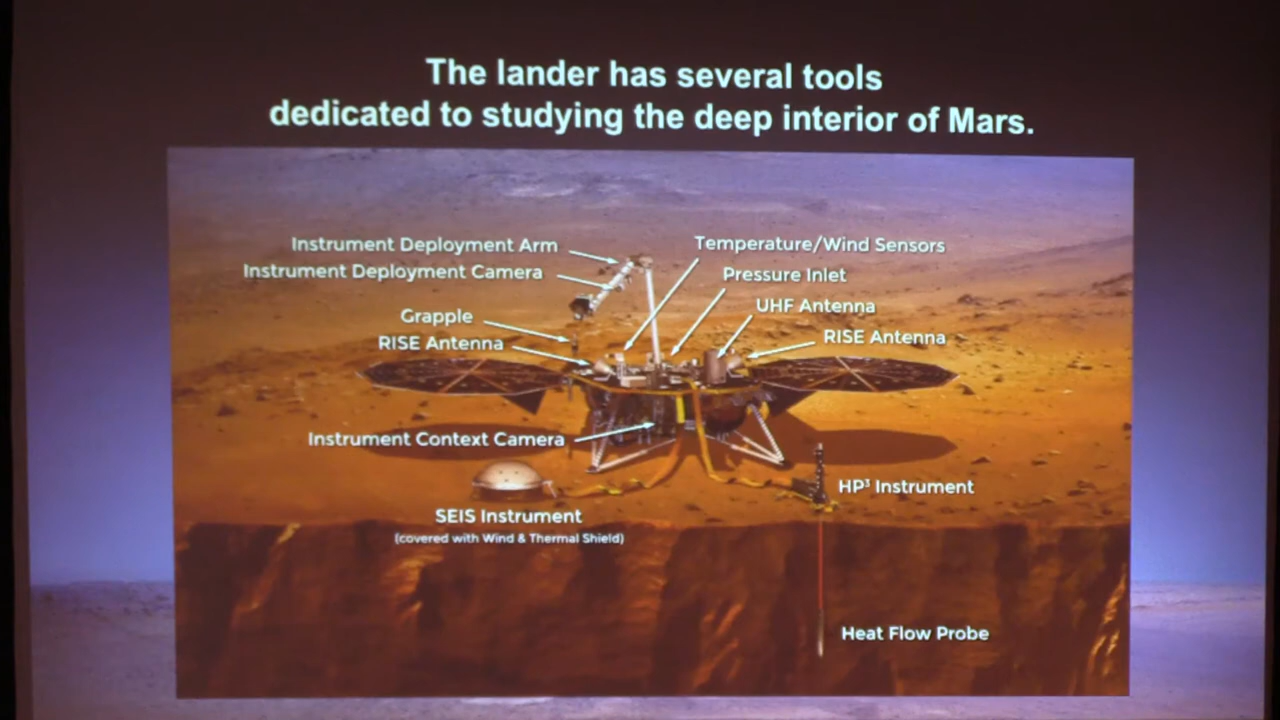 The lander has several tools
dedicated to studying the deep interior of Mars.
Instrument Deployment Arm
Temperature/Wind Sensors
Instrument Deployment Camera
Pressure Inlet
UHF Antenna
Grapple
RISE Antenna
RISE Antenna
Instrument Context Camera
HP³ Instrument
SEIS Instrument
(covered with Wind & Thermal Shield)
Heat Flow Probe